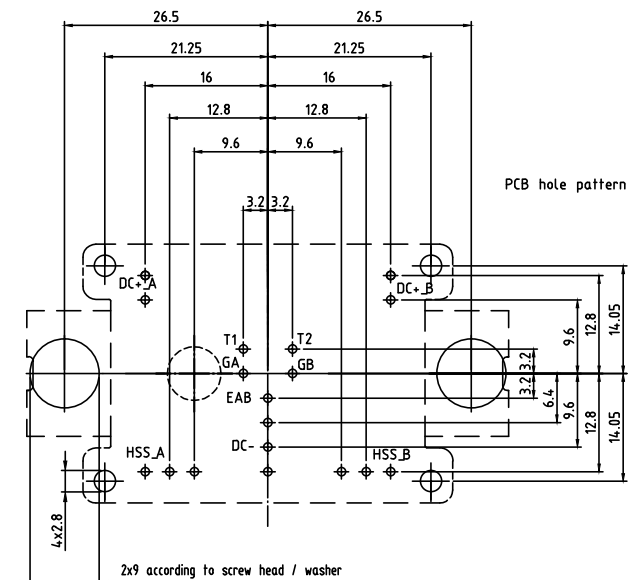 26.5 26.5
21.25 21.25
16 16
12.8 12.8
9.6 9.6
PCB hole pattern
3.2 3.2
DC+_A DC+_B
T1 T2
GA GB
EAB
DC-
HSS_A HSS_B
9.6
12.8
14.05
3.2
3.2
6.4
9.6
12.8
14.05
4x2.8
2x9 according to screw head / washer